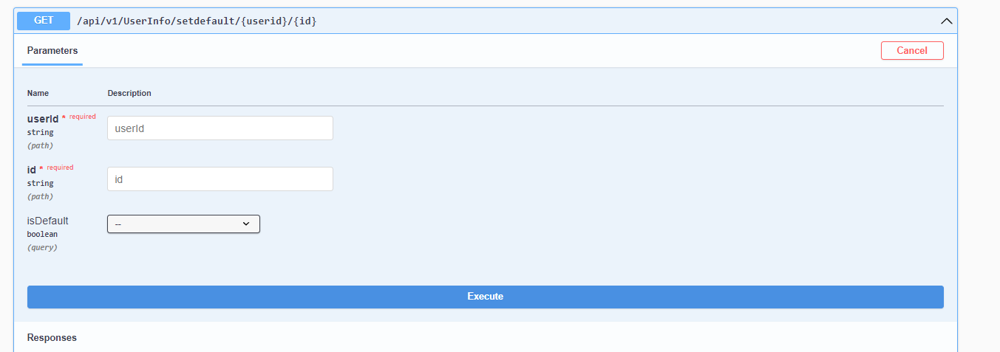 GET /api/v1/UserInfo/setdefault/{userid}/{id}
Parameters
Cancel
Name Description
userId * required
userId
string
(path)
id * required
id
string
(path)
isDefault
--
boolean
(query)
Execute
Responses